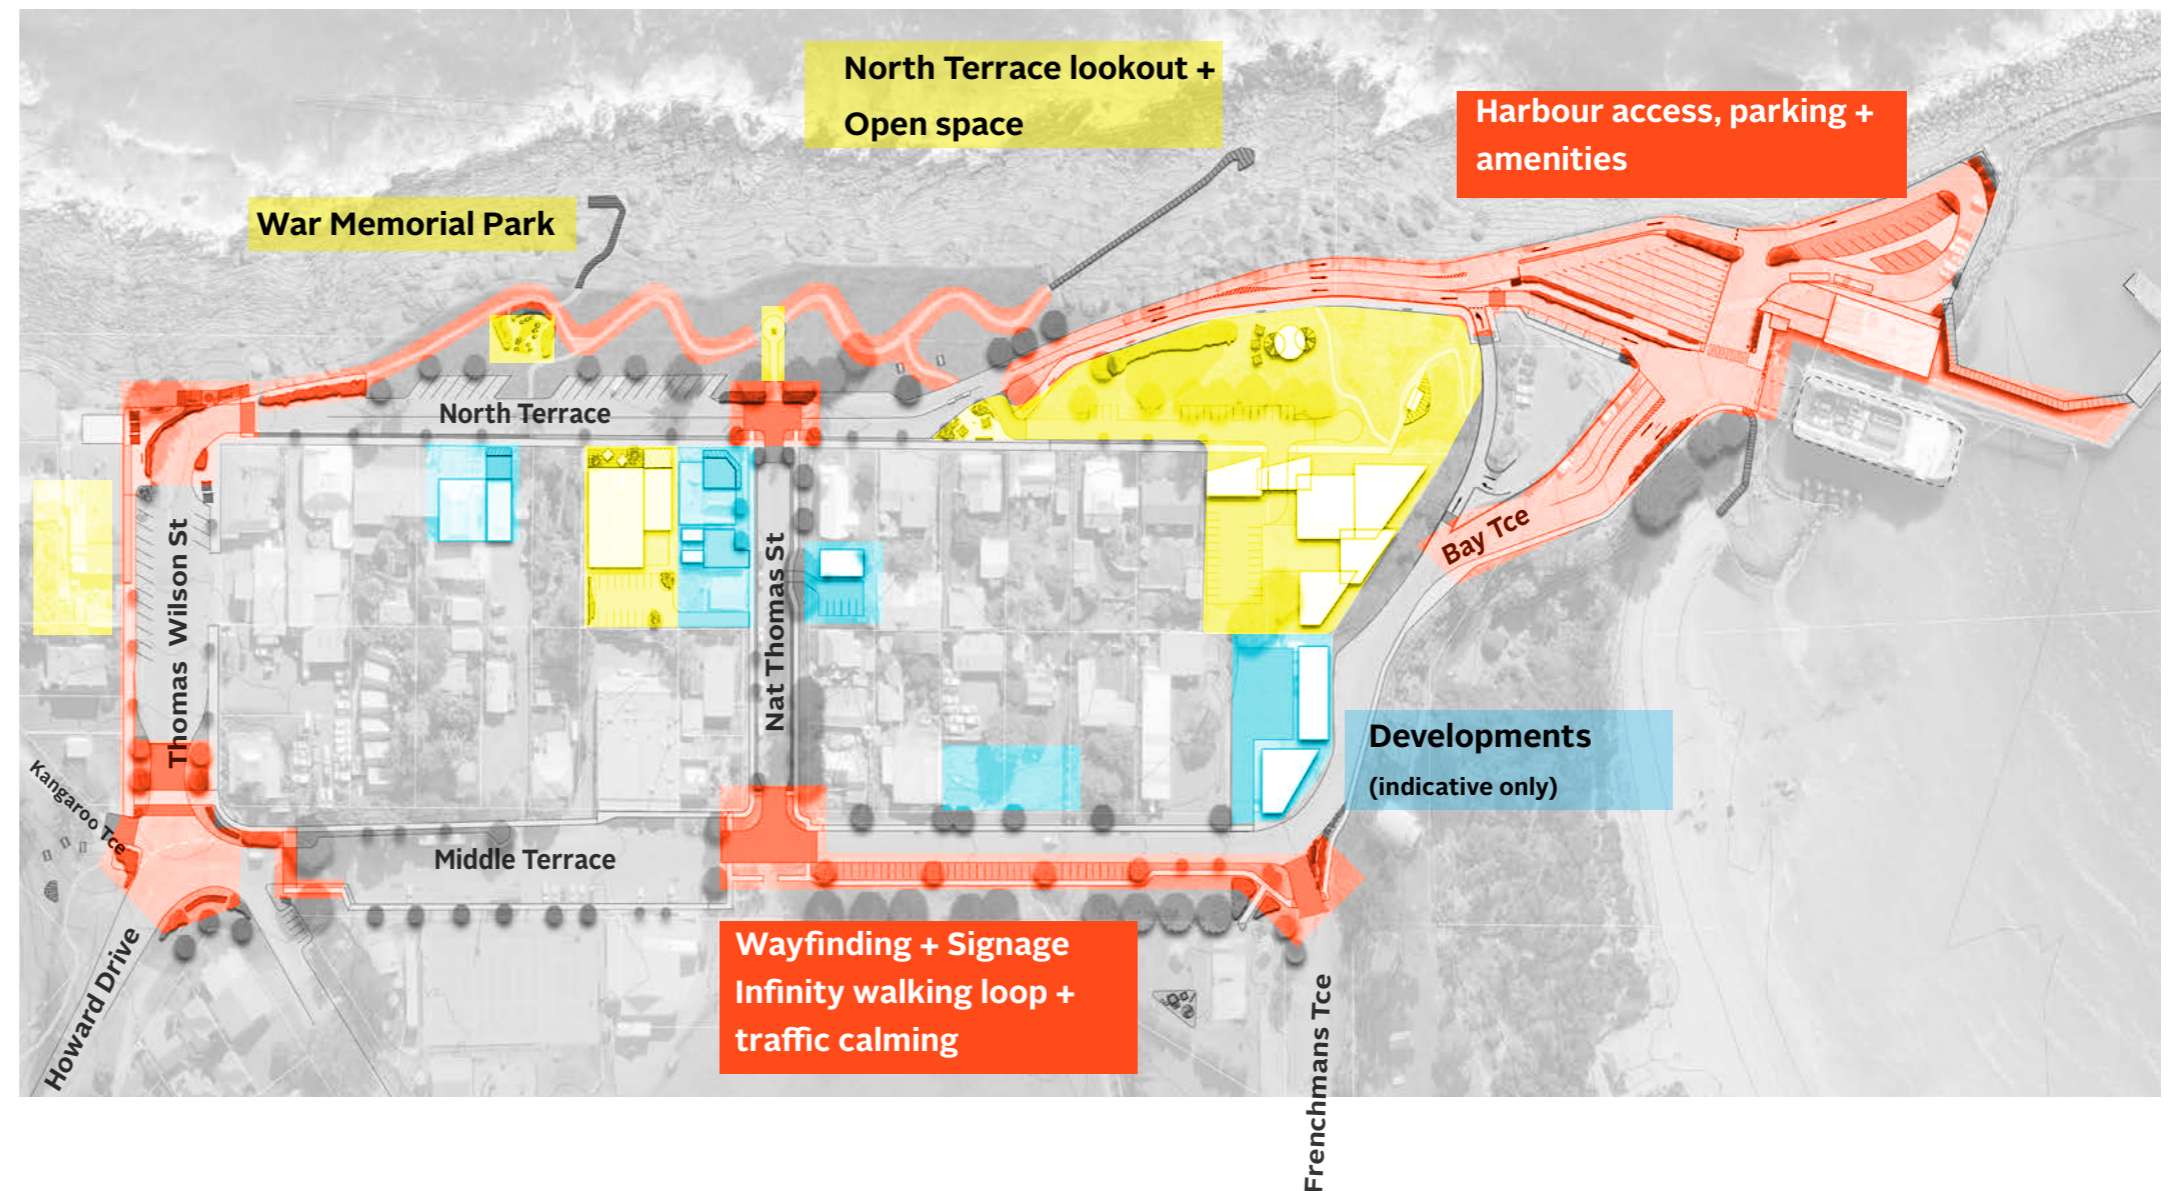 North Terrace lookout +
Open space
Harbour access, parking +
amenities
War Memorial Park
North Terrace
Bay Tce
Thomas Wilson St
Nat Thomas St
Developments
(indicative only)
Kangaroo Tce
Middle Terrace
Wayfinding + Signage
Infinity walking loop +
traffic calming
Howard Drive
Frenchmans Tce